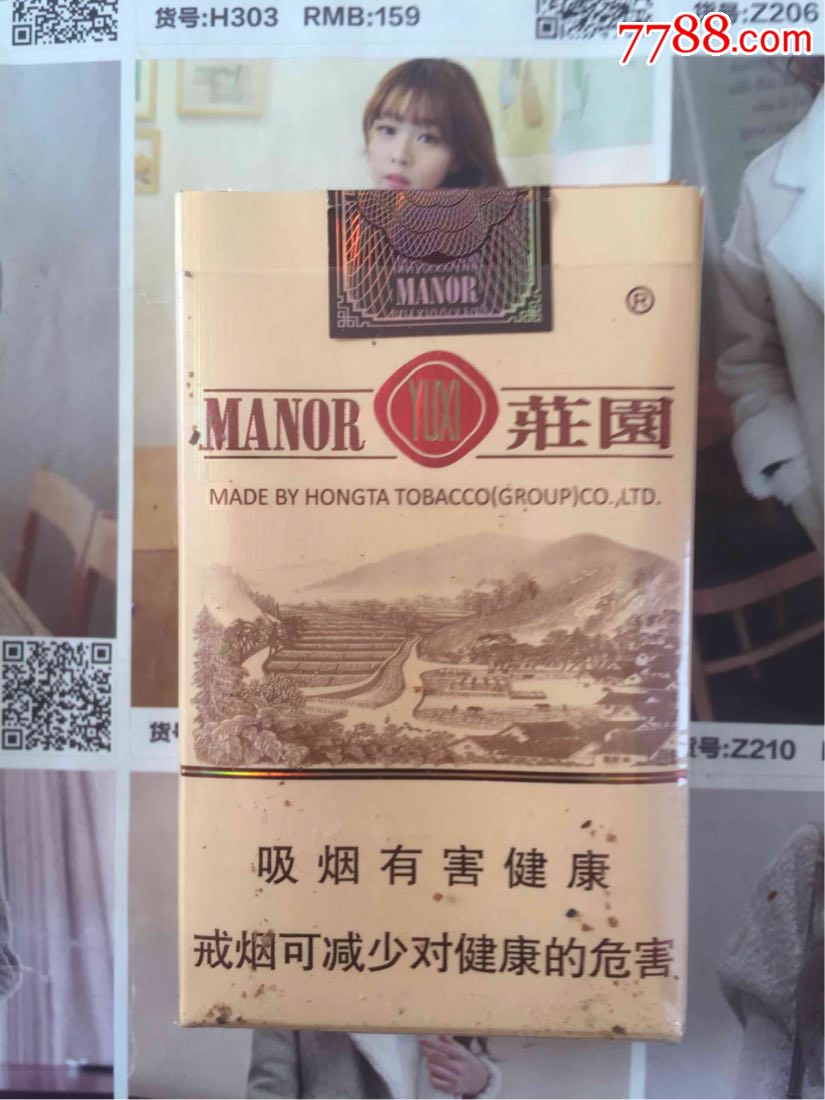 货号:H303 RMB:159
号:Z206
7788.com
MANOR
®
MANOR YUXI 莊園
MADE BY HONGTA TOBACCO(GROUP)CO.,LTD.
货号
号:Z210
吸烟有害健康
戒烟可减少对健康的危害